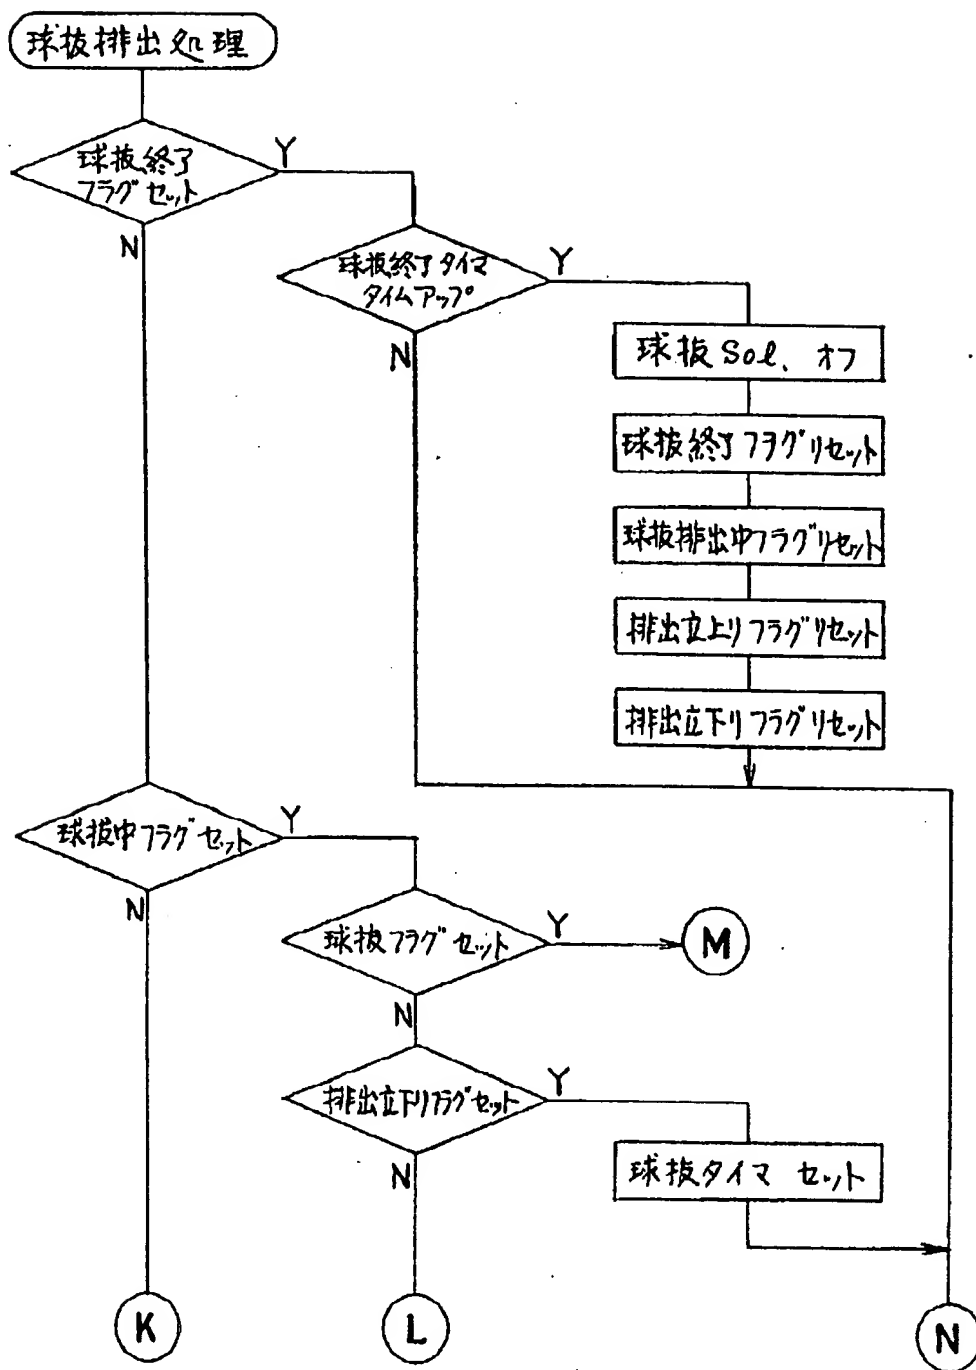 球抜排出処理
球抜終了
フラグセット
Y
N
球抜終了タイマ
タイムアップ
Y
N
球抜Sol、オフ
球抜終了フラグリセット
球抜排出中フラグリセット
排出立上りフラグリセット
排出立下りフラグリセット
球抜中フラグセット
Y
N
球抜フラグセット
Y
M
N
排出立下りフラグセット
Y
N
球抜タイマ セット
K
L
N